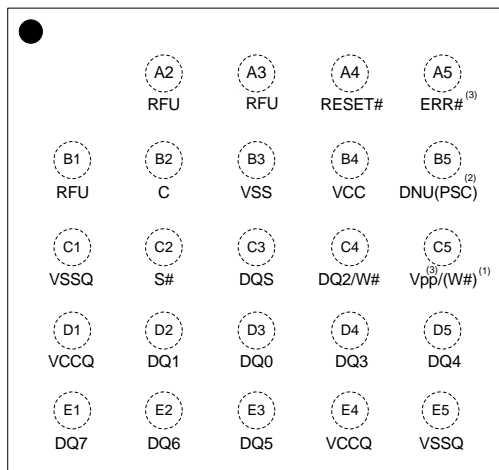 A2 A3 A4 A5
RFU RFU RESET# ERR#(3)
B1 B2 B3 B4 B5
RFU C VSS VCC DNU(PSC)(2)
C1 C2 C3 C4 C5
VSSQ S# DQS DQ2/W# Vpp(3)/(W#)(1)
D1 D2 D3 D4 D5
VCCQ DQ1 DQ0 DQ3 DQ4
E1 E2 E3 E4 E5
DQ7 DQ6 DQ5 VCCQ VSSQ